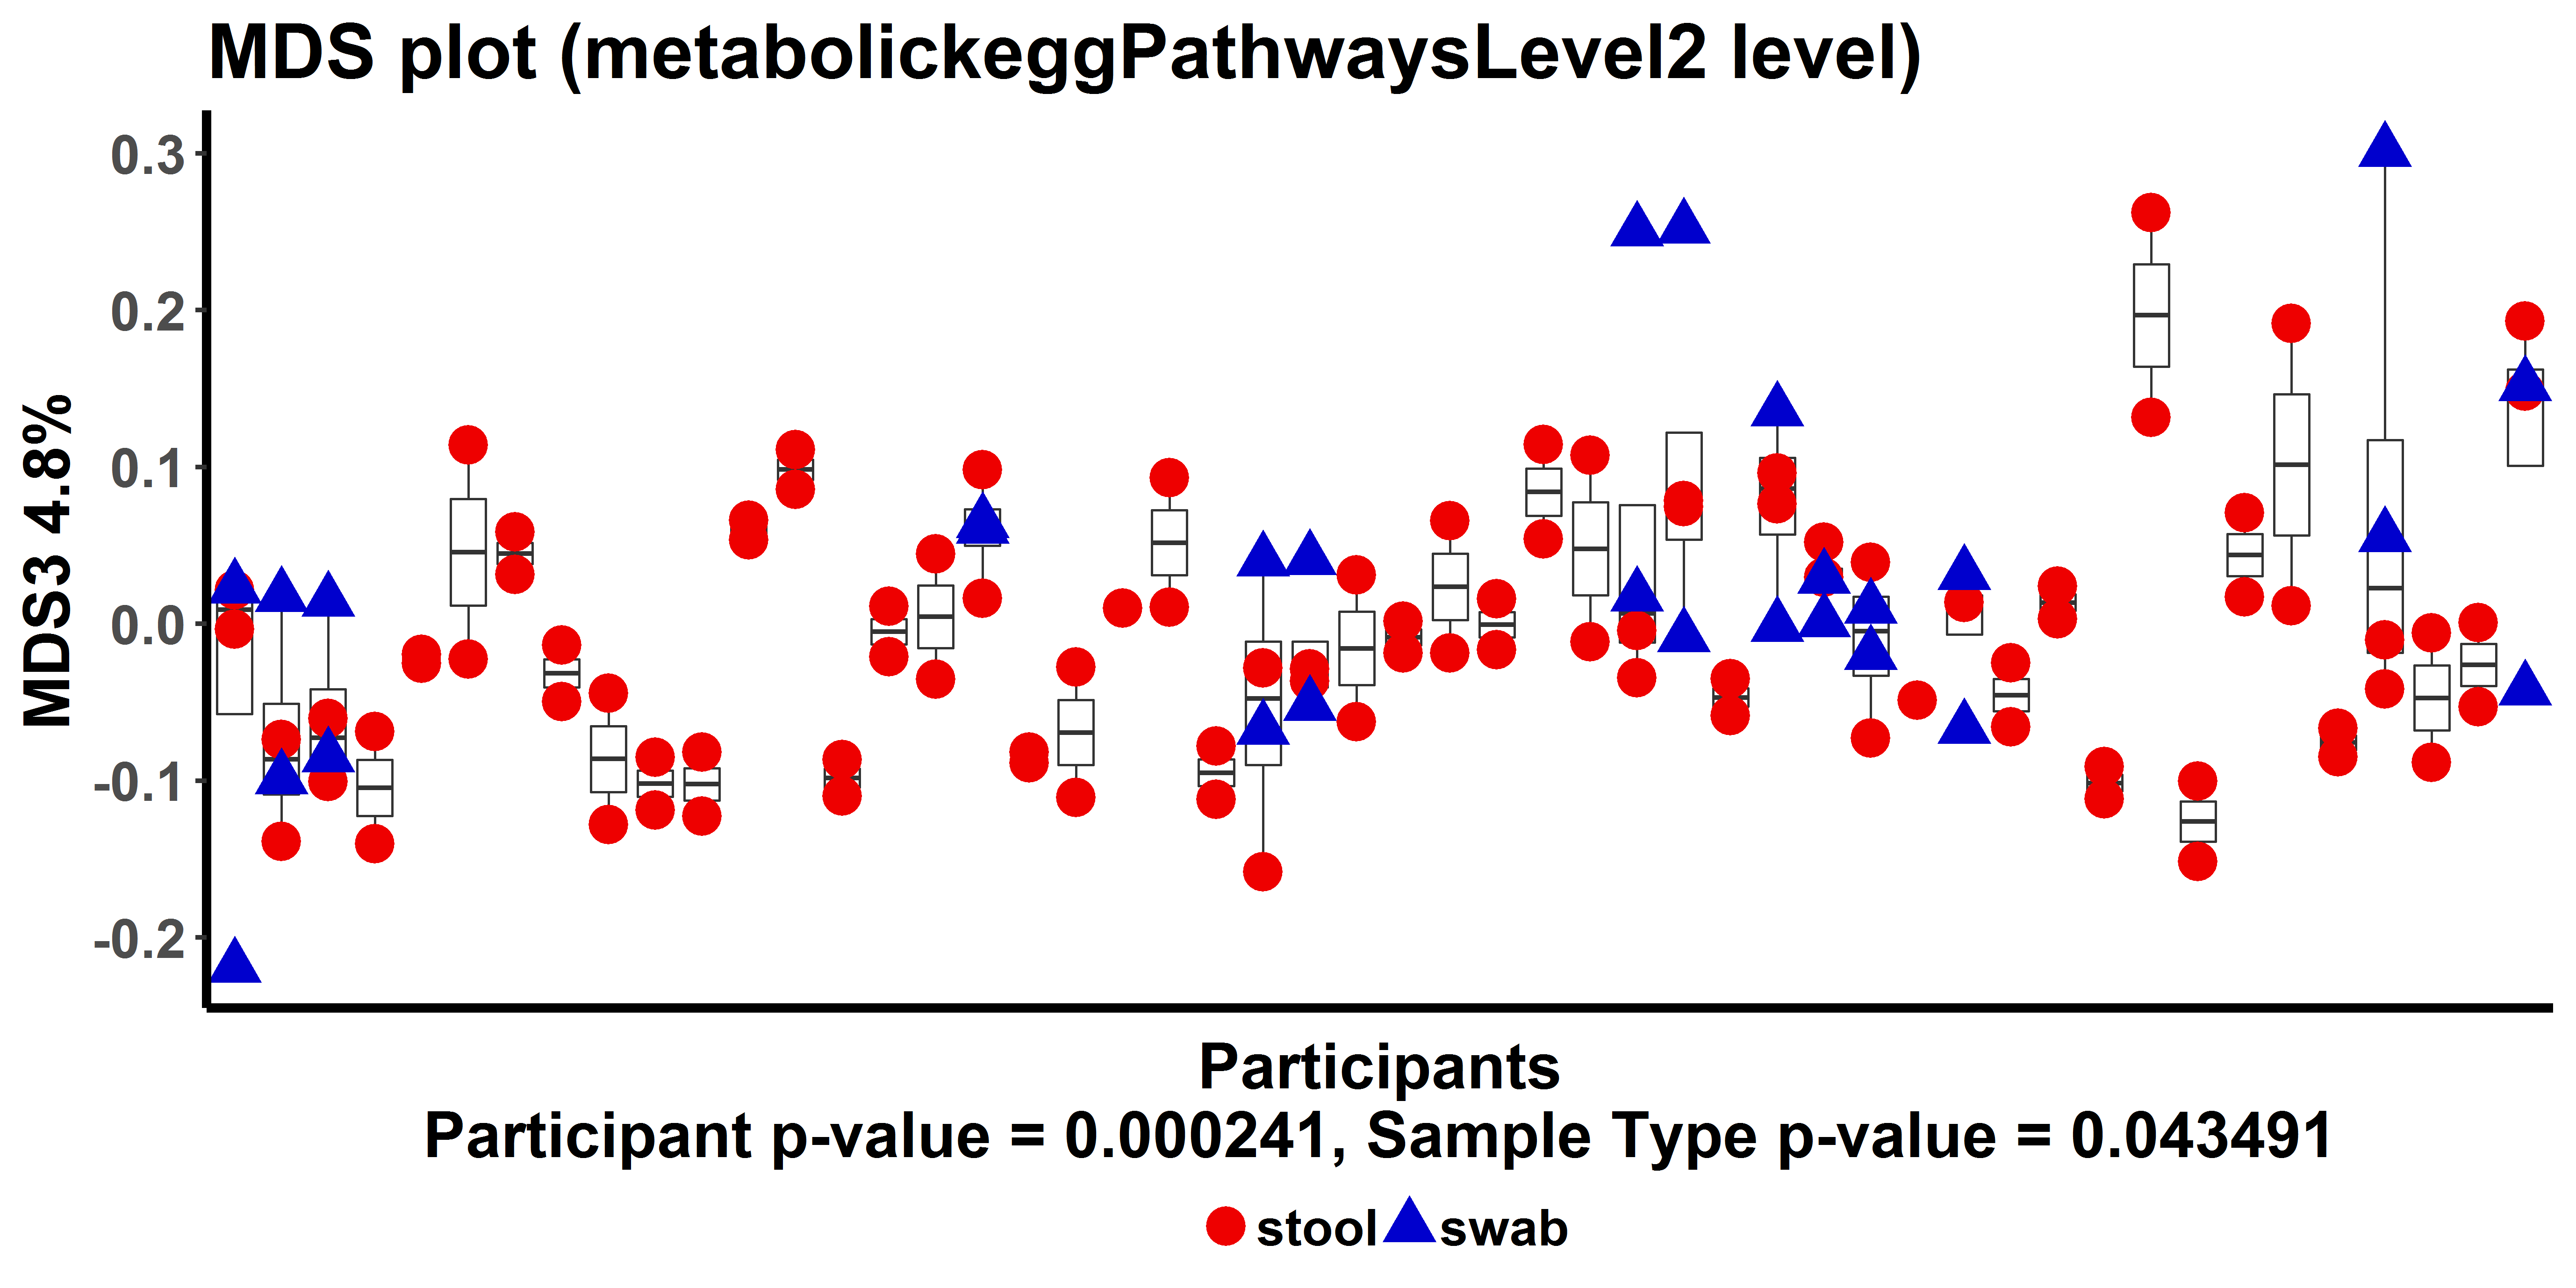 MDS plot (metabolickeggPathwaysLevel2 level)
MDS3 4.8%
0.3
0.2
0.1
0.0
-0.1
-0.2
Participants
Participant p-value = 0.000241, Sample Type p-value = 0.043491
stool swab